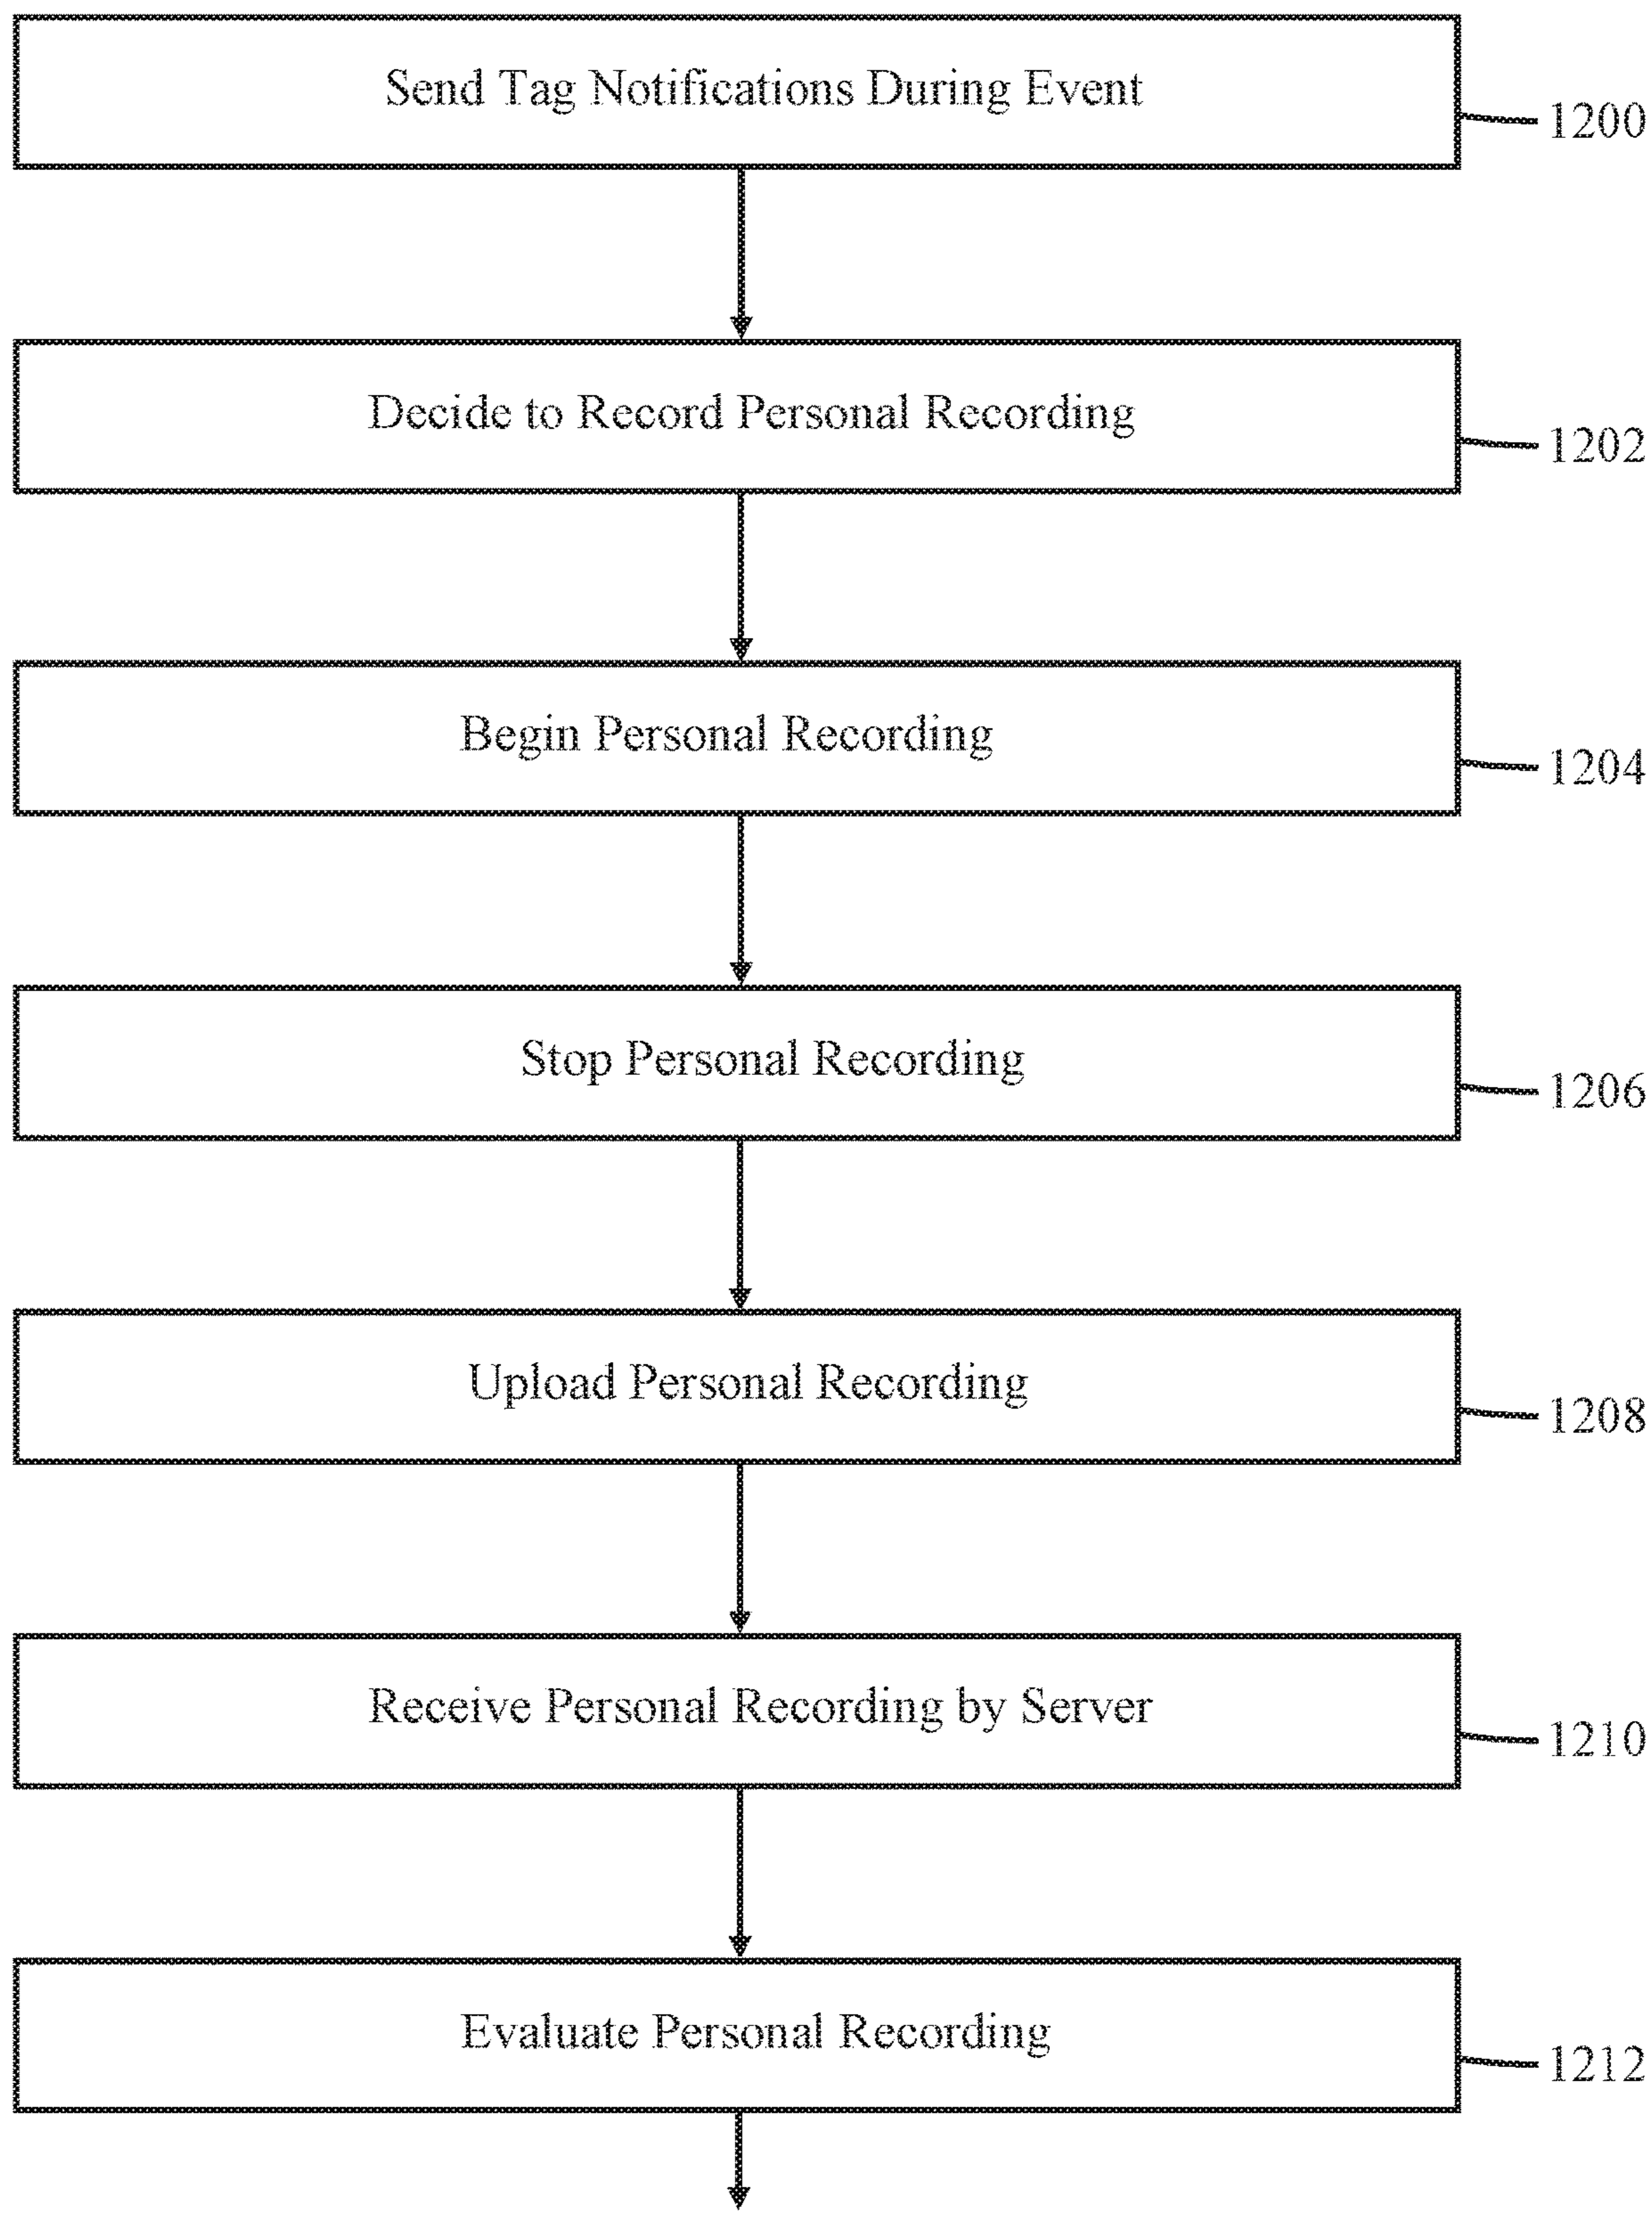 Send Tag Notifications During Event
1200
Decide to Record Personal Recording
1202
Begin Personal Recording
1204
Stop Personal Recording
1206
Upload Personal Recording
1208
Receive Personal Recording by Server
1210
Evaluate Personal Recording
1212